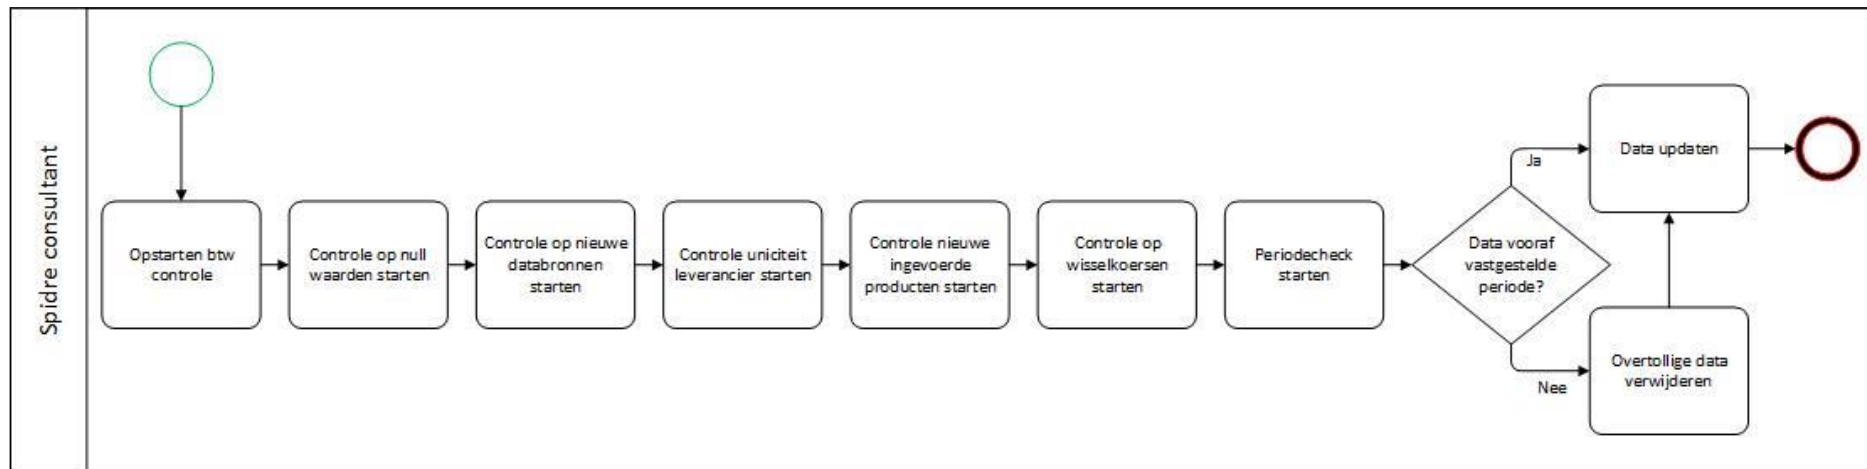 Spidre consultant
Opstarten btw
controle
Controle op null
waarden starten
Controle op nieuwe
databronnen
starten
Controle uniciteit
leverancier starten
Controle nieuwe
ingevoerde
producten starten
Controle op
wisselkoersen
starten
Periodecheck
starten
Data vooraf
vastgestelde
periode?
Ja
Data updaten
Nee
Overtollige data
verwijderen